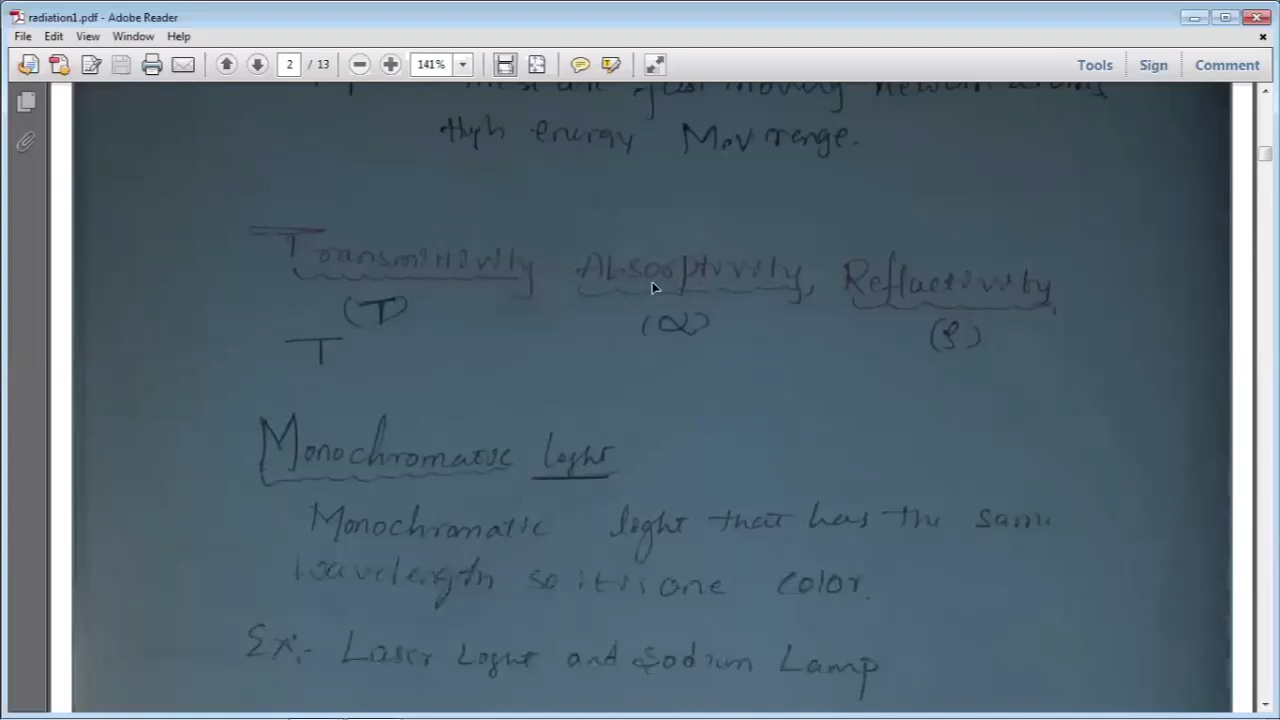 radiation1.pdf - Adobe Reader
File Edit View Window Help
2 / 13 141% Tools Sign Comment
moving
High energy Mev range.
Transmitivity Absorptivity, Reflectivity
(T) (α) (ρ)
T
Monochromatic light
Monochromatic light that has the same
wavelength so it is one color.
Ex:- Laser Light and Sodium Lamp